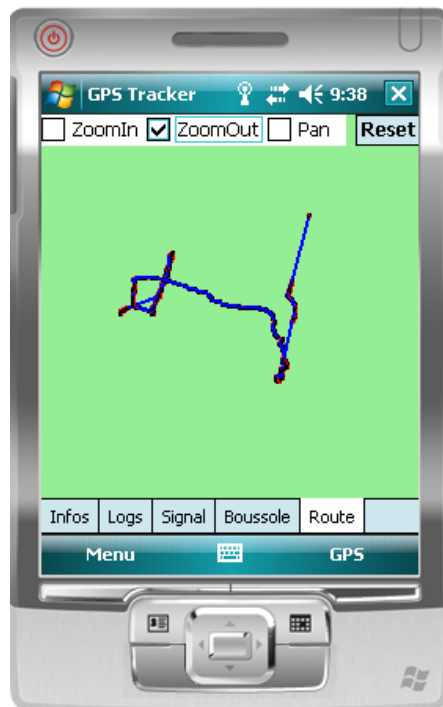 GPS Tracker 9:38
ZoomIn ZoomOut Pan Reset
Infos Logs Signal Boussole Route
Menu GPS